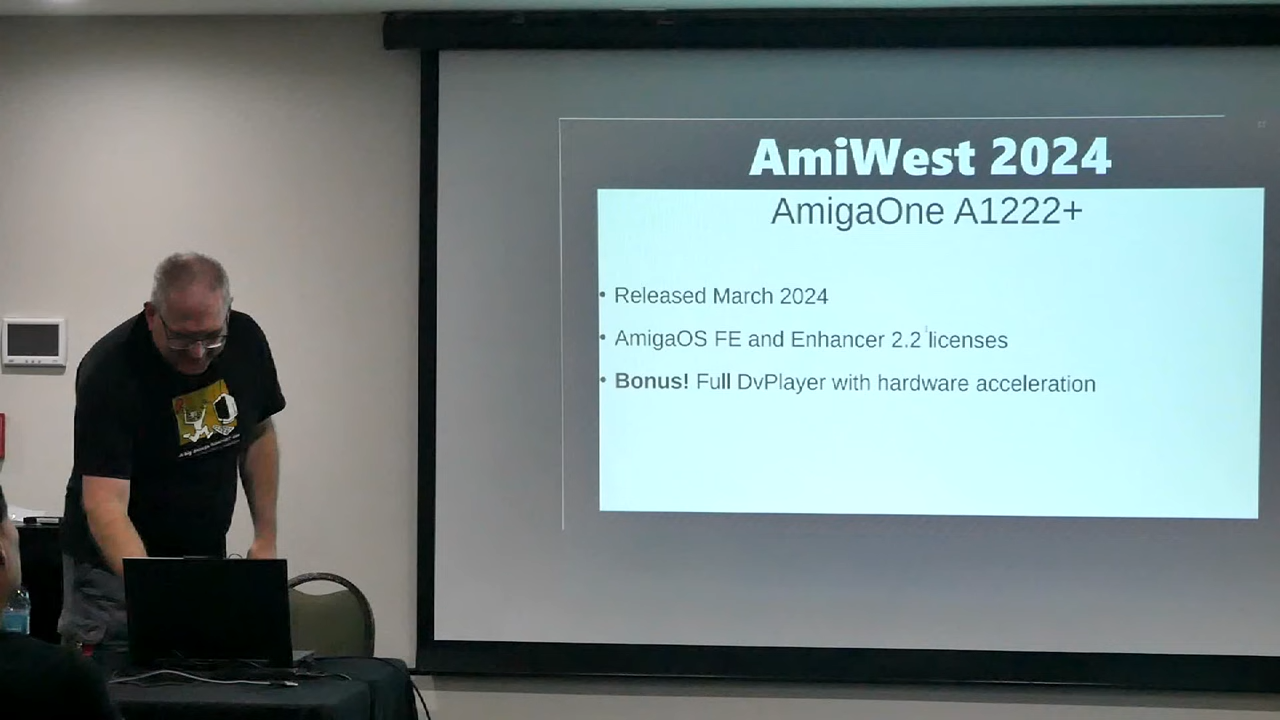 AmiWest 2024
AmigaOne A1222+
• Released March 2024
• AmigaOS FE and Enhancer 2.2 licenses
• Bonus! Full DvPlayer with hardware acceleration